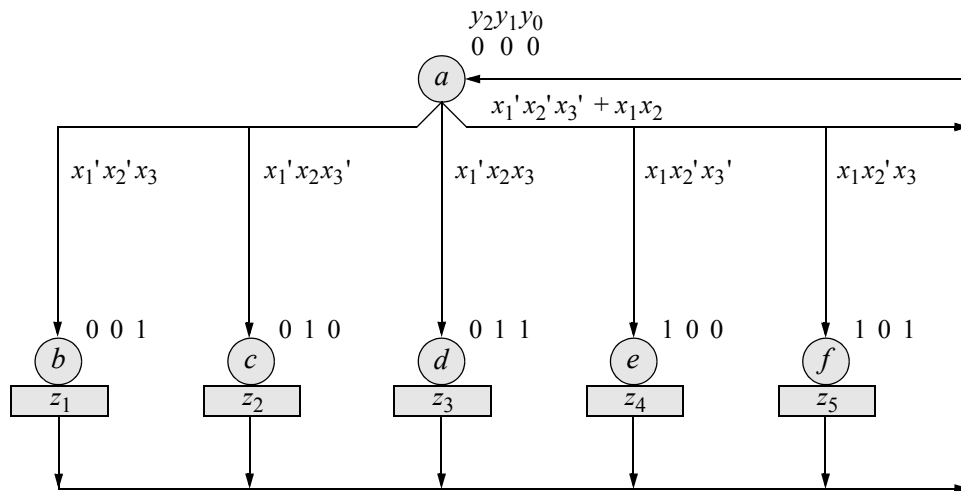 y₂y₁y₀
0 0 0
a
x₁'x₂'x₃' + x₁x₂
x₁'x₂'x₃
x₁'x₂x₃'
x₁'x₂x₃
x₁x₂'x₃'
x₁x₂'x₃
0 0 1
0 1 0
0 1 1
1 0 0
1 0 1
b
c
d
e
f
z₁
z₂
z₃
z₄
z₅